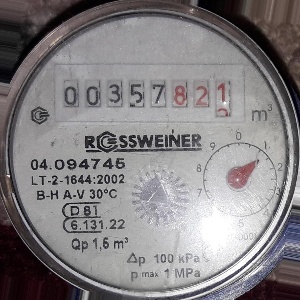 00357821
m³
ROSSWEINER
04.094745
LT-2-1644:2002
B-H A-V 30°C
D 81
6.131.22
Qp 1,5 m³
Δp 100 kPa
p max 1 MPa